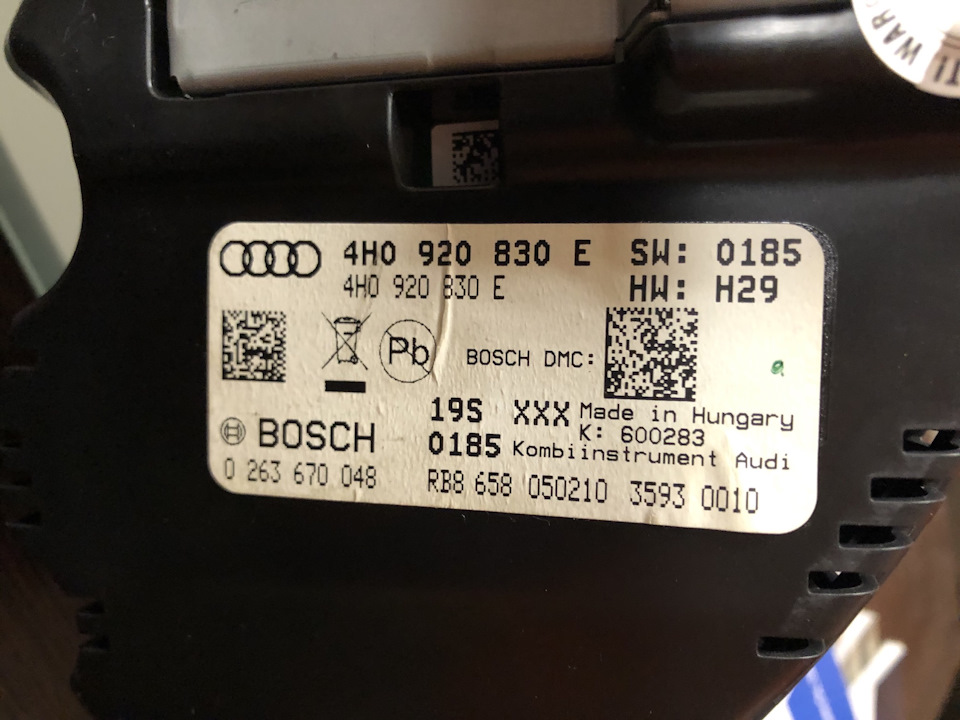 WAR
4H0 920 830 E SW: 0185
4H0 920 830 E HW: H29
Pb
BOSCH DMC:
19S XXX Made in Hungary
K: 600283
BOSCH 0185 Kombiinstrument Audi
0 263 670 048 RB8 658 050210 3593 0010